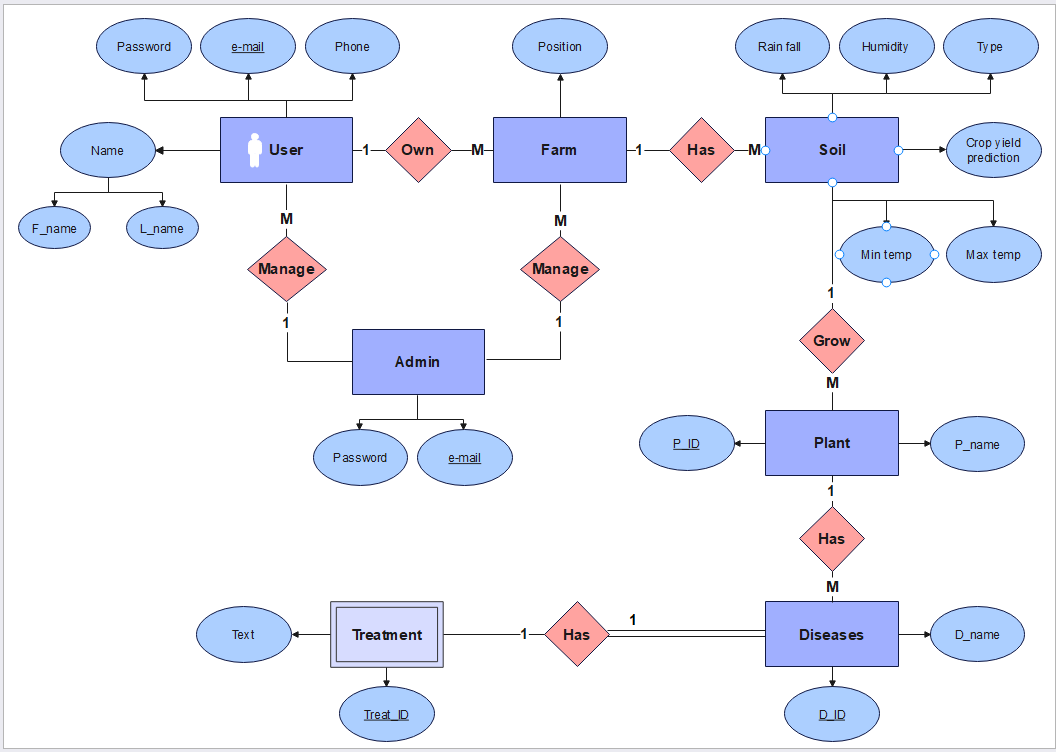 Password
e-mail
Phone
Position
Rain fall
Humidity
Type
Name
User
1
Own
M
Farm
1
Has
M
Soil
Crop yield
prediction
F_name
L_name
M
M
Min temp
Max temp
Manage
Manage
1
1
1
Grow
Admin
M
Password
e-mail
P_ID
Plant
P_name
1
Has
M
Text
Treatment
1
Has
1
Diseases
D_name
Treat_ID
D_ID